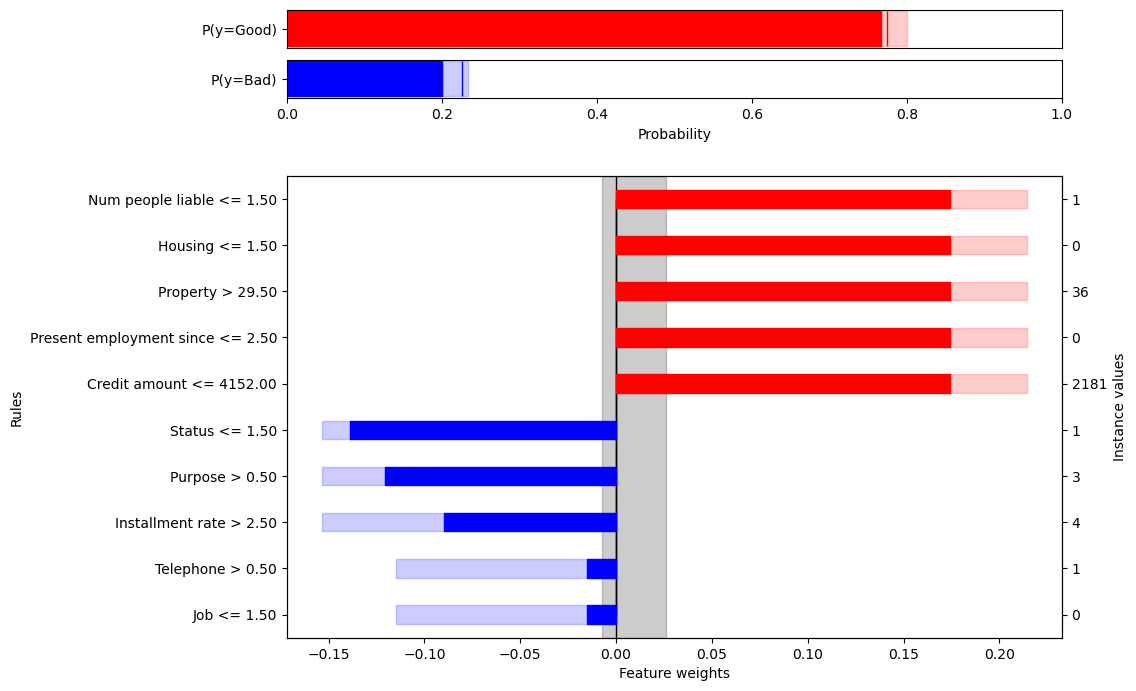 P(y=Good)
P(y=Bad)
0.0 0.2 0.4 0.6 0.8 1.0
Probability
Num people liable <= 1.50 1
Housing <= 1.50 0
Property > 29.50 36
Present employment since <= 2.50 0
Credit amount <= 4152.00 2181
Status <= 1.50 1
Purpose > 0.50 3
Installment rate > 2.50 4
Telephone > 0.50 1
Job <= 1.50 0
Rules
Instance values
−0.15 −0.10 −0.05 0.00 0.05 0.10 0.15 0.20
Feature weights